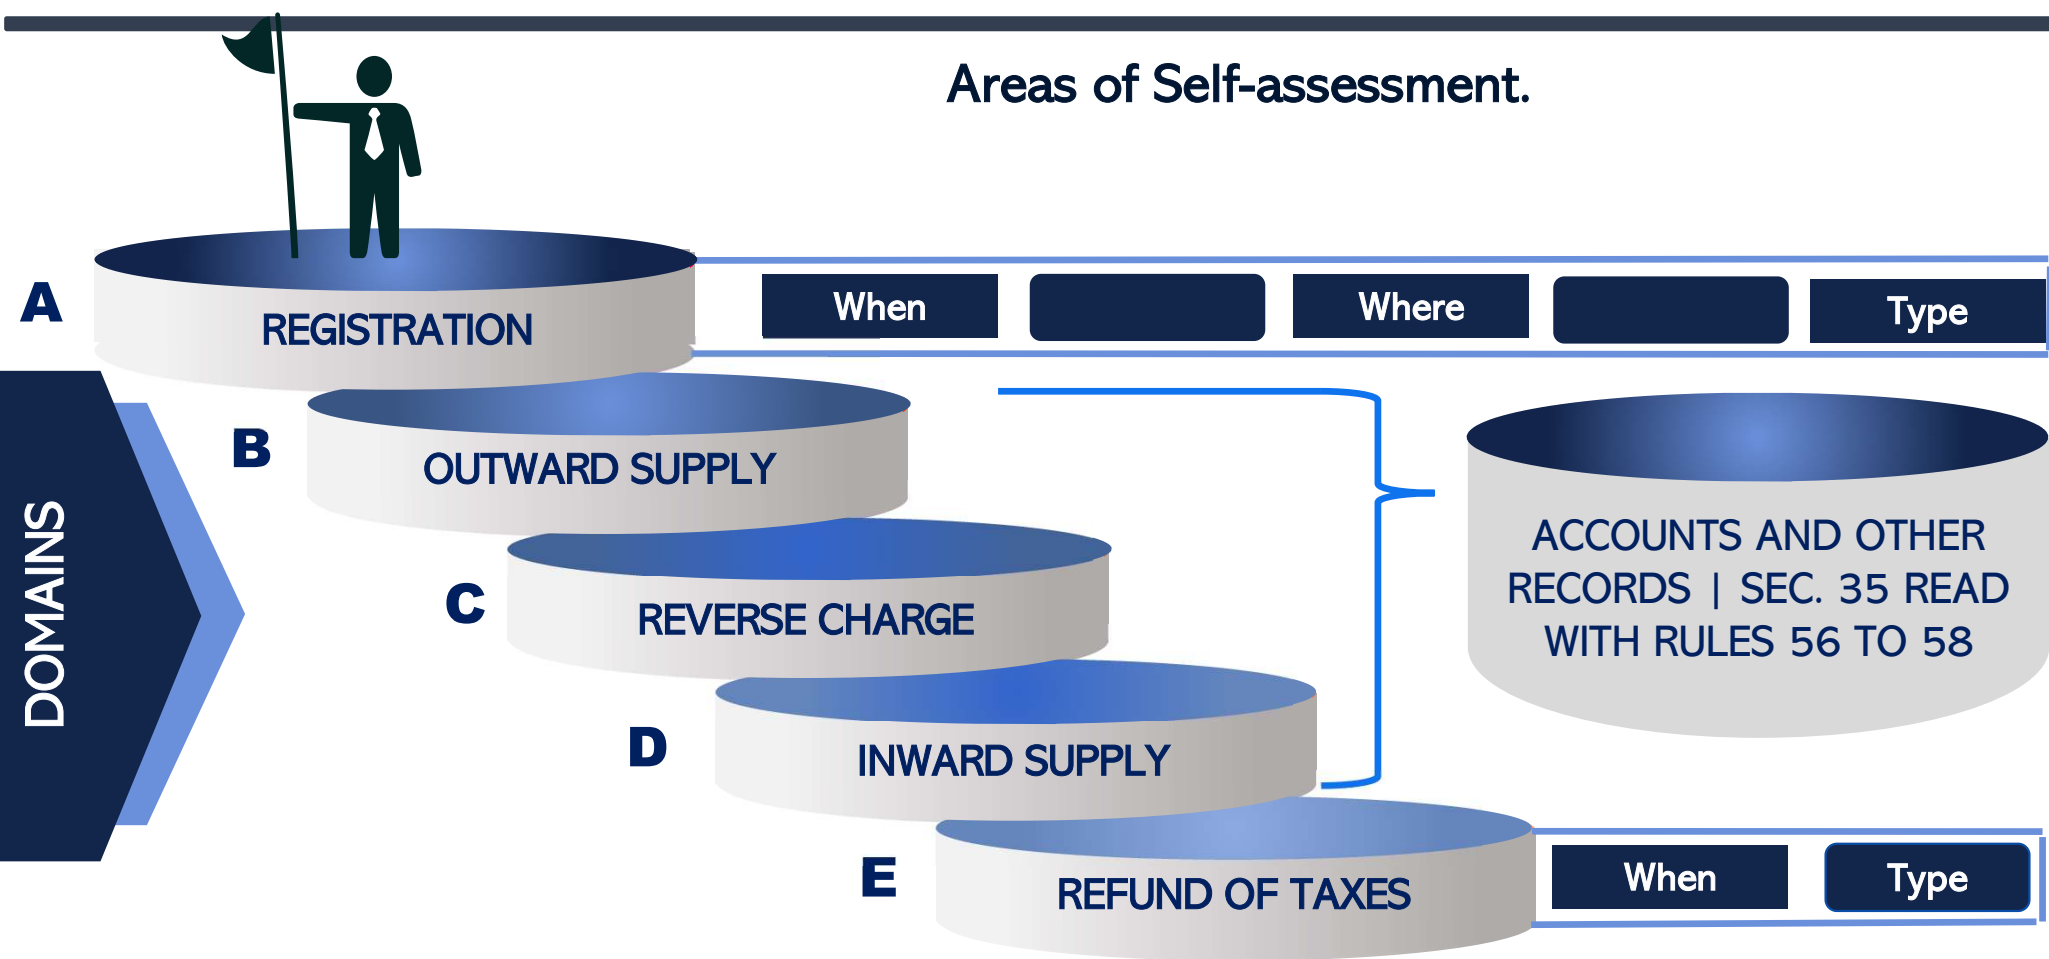 Areas of Self-assessment.
A
REGISTRATION
When
Where
Type
DOMAINS
B
OUTWARD SUPPLY
C
REVERSE CHARGE
D
INWARD SUPPLY
ACCOUNTS AND OTHER
RECORDS | SEC. 35 READ
WITH RULES 56 TO 58
E
REFUND OF TAXES
When
Type